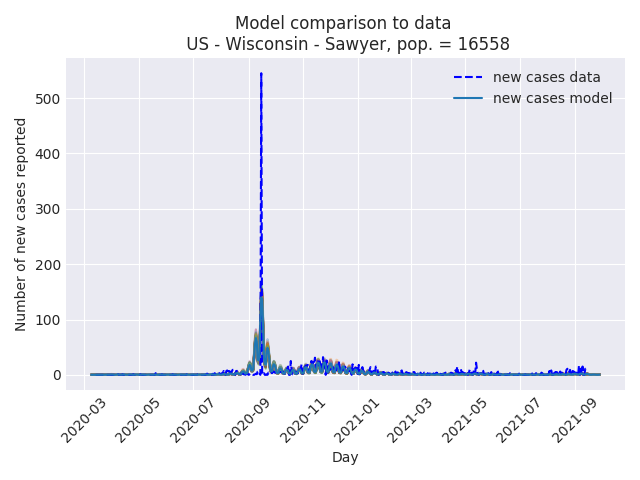 Model comparison to data
US - Wisconsin - Sawyer, pop. = 16558
new cases data
new cases model
Number of new cases reported
500
400
300
200
100
0
2020-03
2020-05
2020-07
2020-09
2020-11
2021-01
2021-03
2021-05
2021-07
2021-09
Day